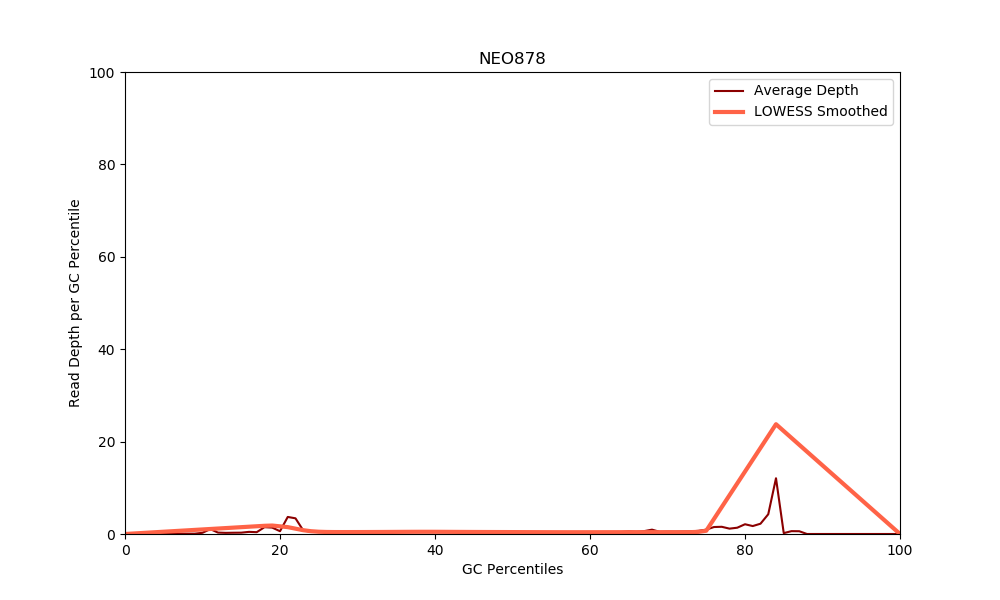 NEO878
Average Depth
LOWESS Smoothed
Read Depth per GC Percentile
100
80
60
40
20
0
0 20 40 60 80 100
GC Percentiles